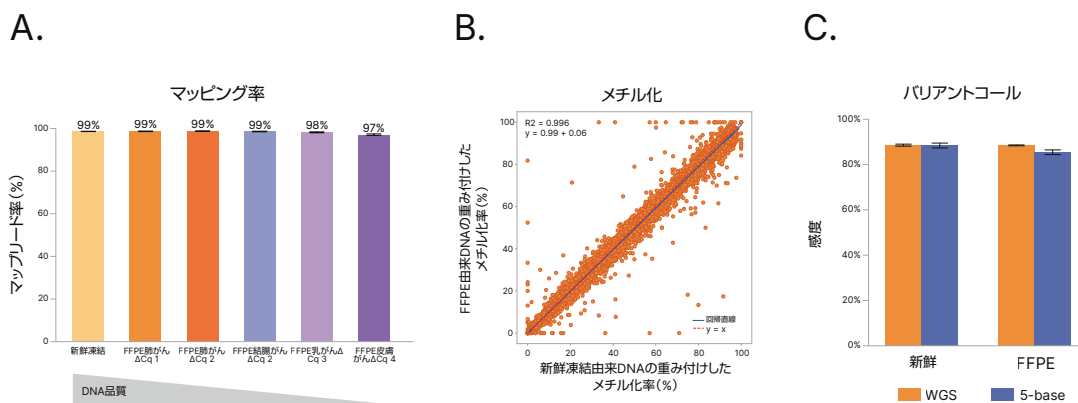 A.
マッピング率
マップリード率(%)
100
80
60
40
20
0
99%
99%
99%
99%
98%
97%
新鮮凍結
FFPE肺がん
ΔCq 1
FFPE肺がん
ΔCq 2
FFPE結腸がん
ΔCq 2
FFPE乳がんΔ
Cq 3
FFPE皮膚
がんΔCq 4
DNA品質
B.
メチル化
R2 = 0.996
y = 0.99 + 0.06
FFPE由来DNAの重み付けした
メチル化率(%)
100
80
60
40
20
0
0
20
40
60
80
100
回帰直線
y = x
新鮮凍結由来DNAの重み付けした
メチル化率(%)
C.
バリアントコール
感度
100%
80%
60%
40%
20%
0%
新鮮
FFPE
WGS
5-base